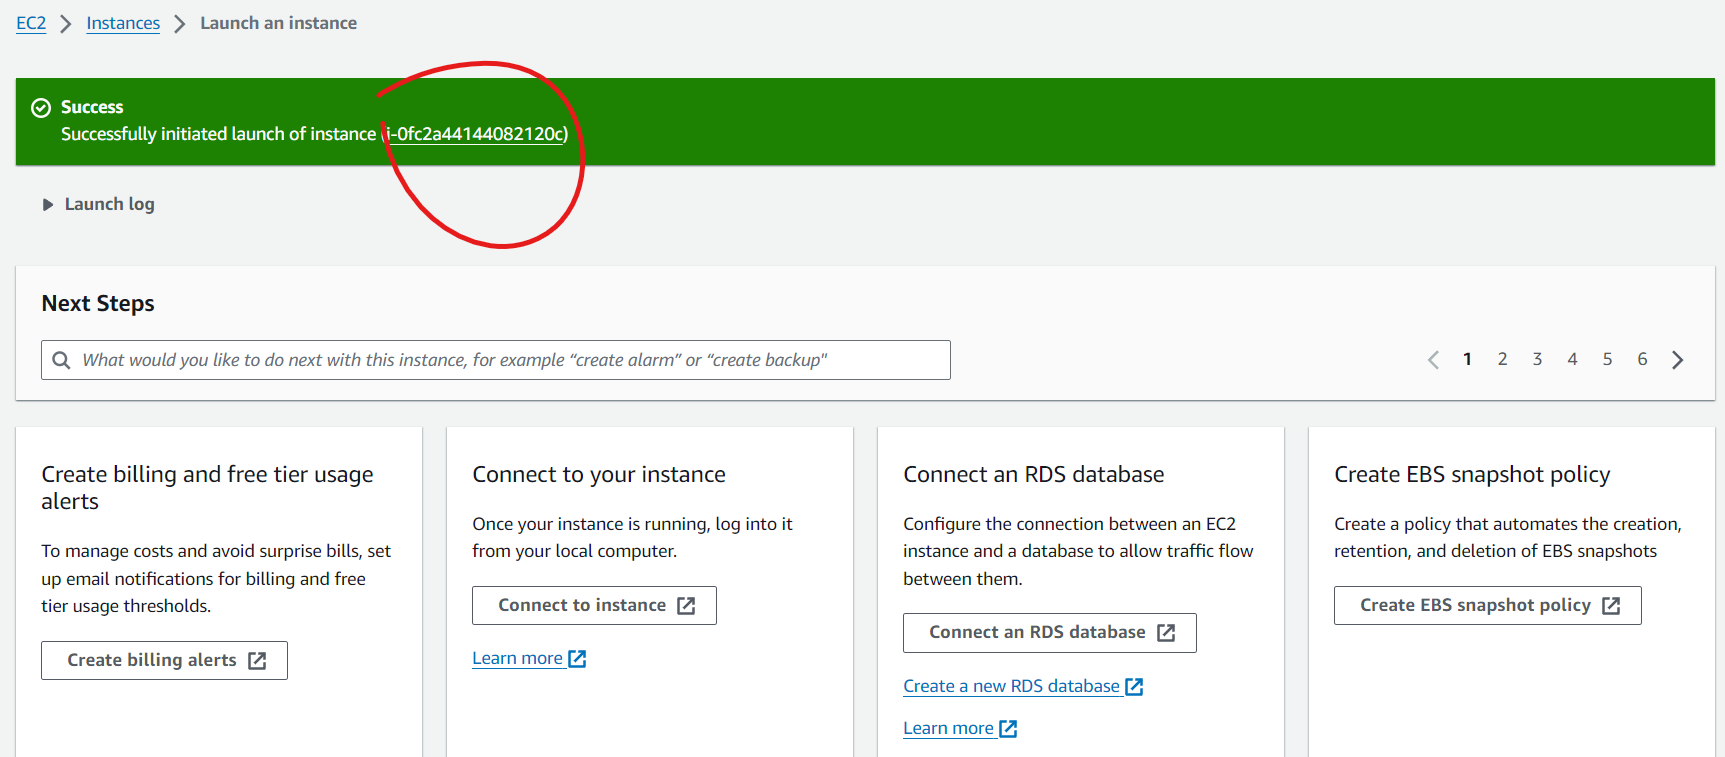 EC2 > Instances > Launch an instance
Success
Successfully initiated launch of instance (i-0fc2a44144082120c)
Launch log
Next Steps
What would you like to do next with this instance, for example “create alarm” or “create backup"
1 2 3 4 5 6
Create billing and free tier usage
alerts
To manage costs and avoid surprise bills, set
up email notifications for billing and free
tier usage thresholds.
Create billing alerts
Connect to your instance
Once your instance is running, log into it
from your local computer.
Connect to instance
Learn more
Connect an RDS database
Configure the connection between an EC2
instance and a database to allow traffic flow
between them.
Connect an RDS database
Create a new RDS database
Learn more
Create EBS snapshot policy
Create a policy that automates the creation,
retention, and deletion of EBS snapshots
Create EBS snapshot policy